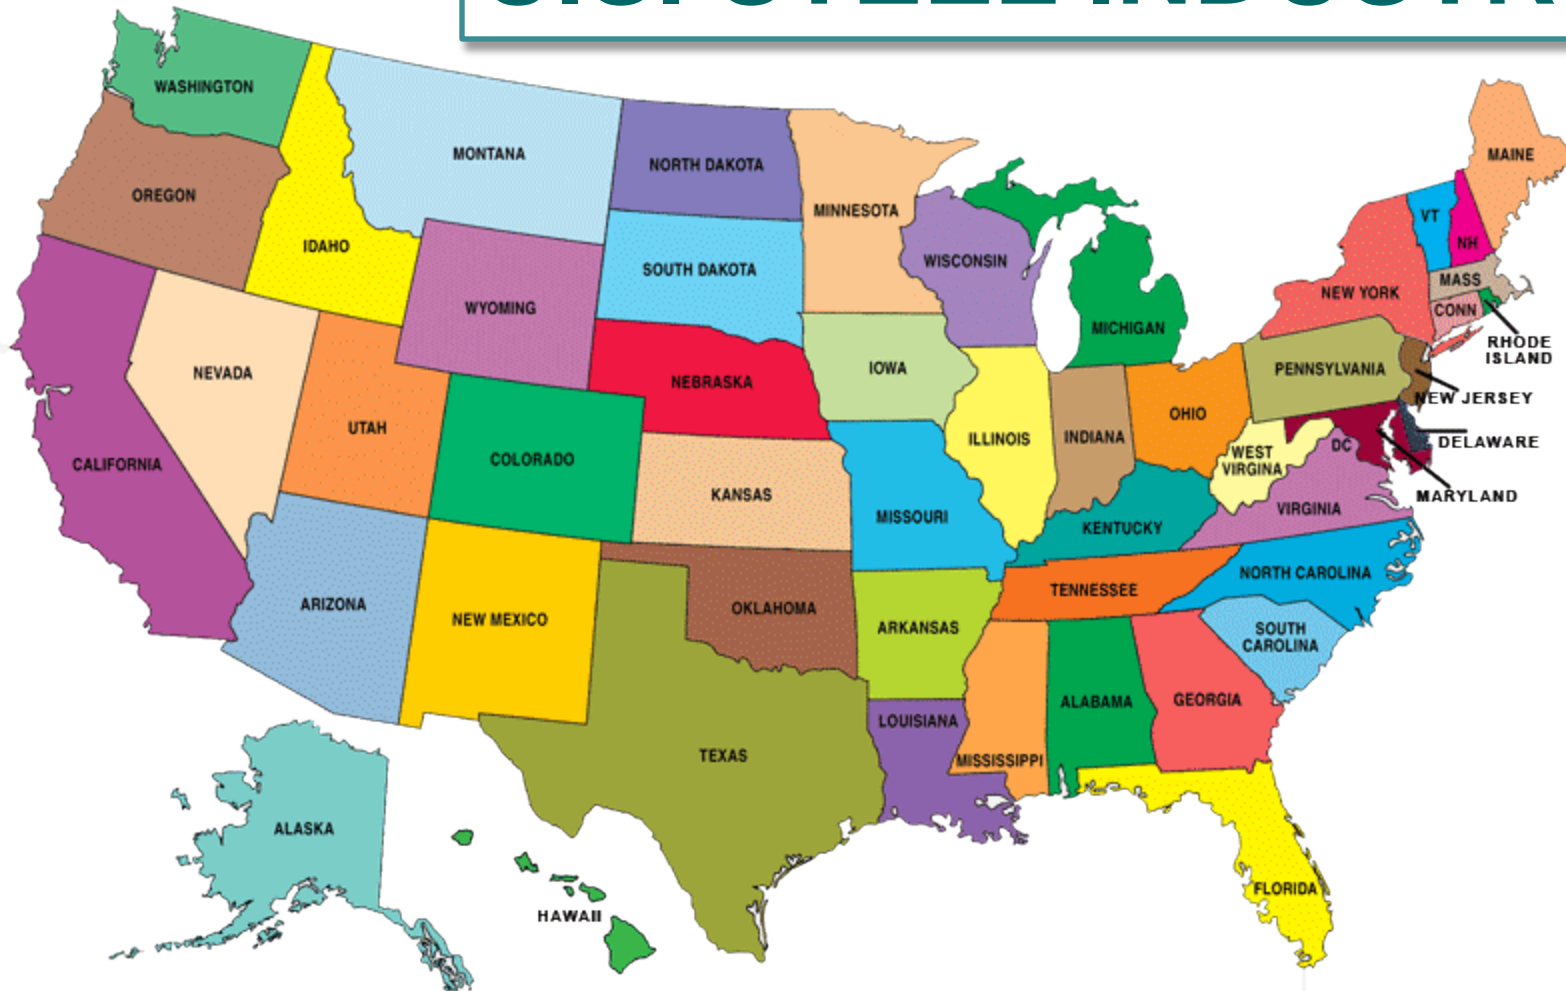 WASHINGTON
MONTANA
NORTH DAKOTA
MINNESOTA
MAINE
OREGON
IDAHO
SOUTH DAKOTA
WISCONSIN
VT
NH
MASS
NEW YORK
CONN
MICHIGAN
RHODE
ISLAND
WYOMING
NEVADA
NEBRASKA
IOWA
PENNSYLVANIA
NEW JERSEY
UTAH
COLORADO
ILLINOIS
INDIANA
OHIO
DC
DELAWARE
CALIFORNIA
KANSAS
MISSOURI
WEST
VIRGINA
MARYLAND
VIRGINIA
KENTUCKY
ARIZONA
NEW MEXICO
OKLAHOMA
ARKANSAS
TENNESSEE
NORTH CAROLINA
SOUTH
CAROLINA
TEXAS
LOUISIANA
MISSISSIPPI
ALABAMA
GEORGIA
ALASKA
HAWAII
FLORIDA